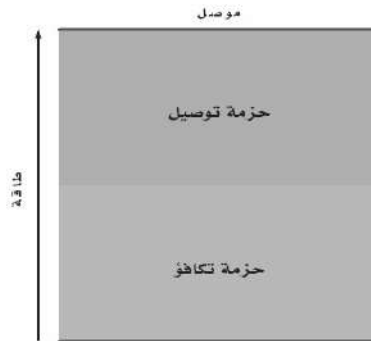 موصل
حزمة توصيل
طاقة
حزمة تكافؤ